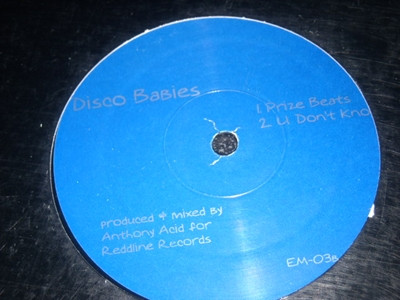 Disco Babies
1. Prize Beats
2. U Don't Kno
produced & mixed by
Anthony Acid for
Reddline Records
EM-03B